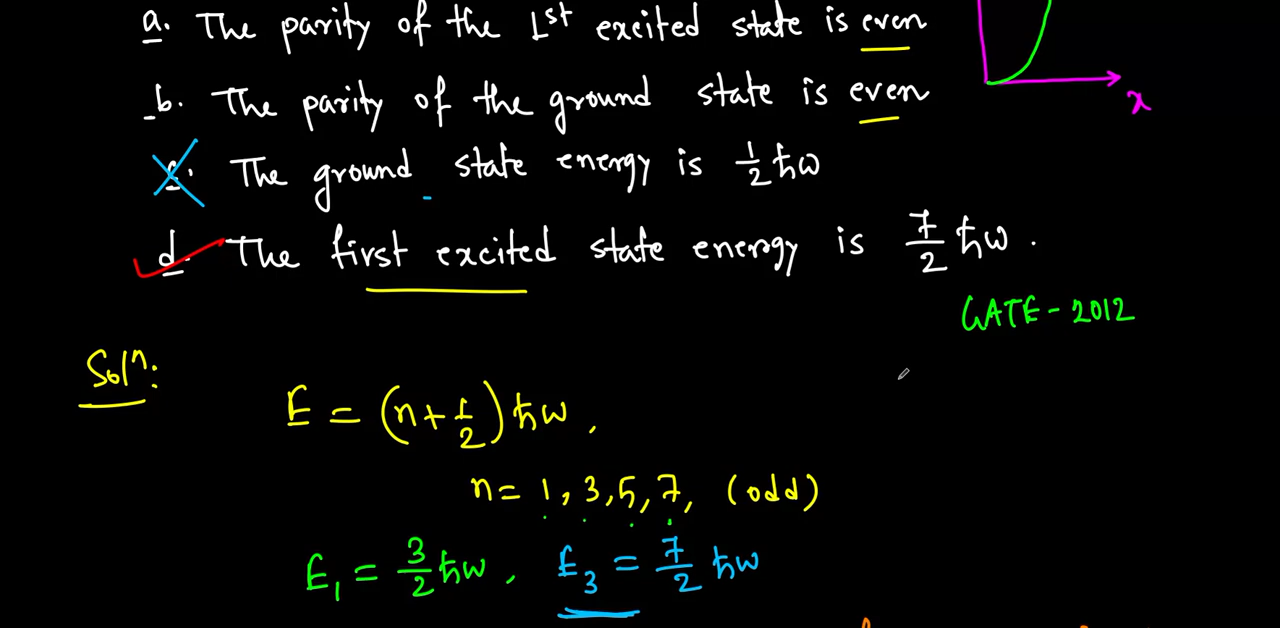 a. The parity of the 1st excited state is even
b. The parity of the ground state is even
x
c. The ground state energy is 1/2 ħω
d. The first excited state energy is 7/2 ħω.
GATE-2012
Solⁿ:
E = (n + 1/2) ħω,
n = 1, 3, 5, 7, (odd)
E₁ = 3/2 ħω, E₃ = 7/2 ħω